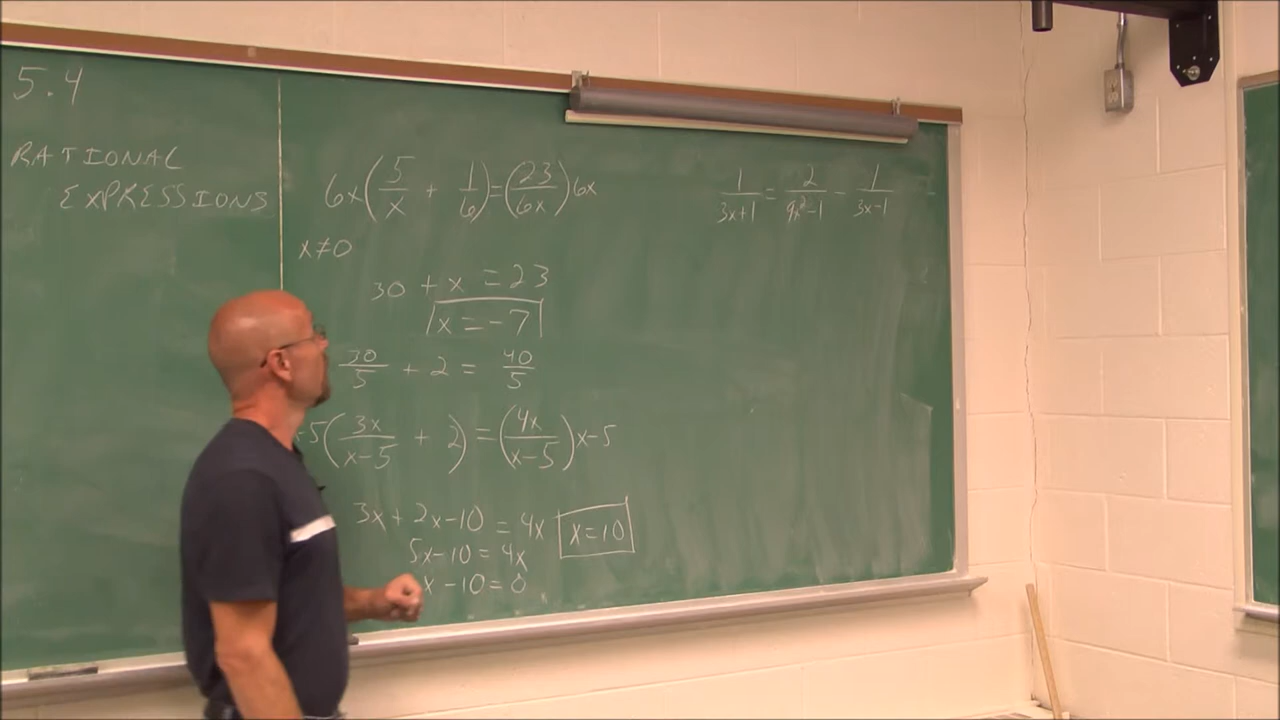 5.4
RATIONAL
EXPRESSIONS
6x(5/x + 1/6) = (23/6x)6x
x≠0
30 + x = 23
x = -7
30/5 + 2 = 40/5
-5(3x/x-5 + 2) = (4x/x-5)x-5
3x + 2x-10 = 4x
5x-10 = 4x
x-10 = 0
x=10
1/3x+1 = 2/9x²-1 - 1/3x-1